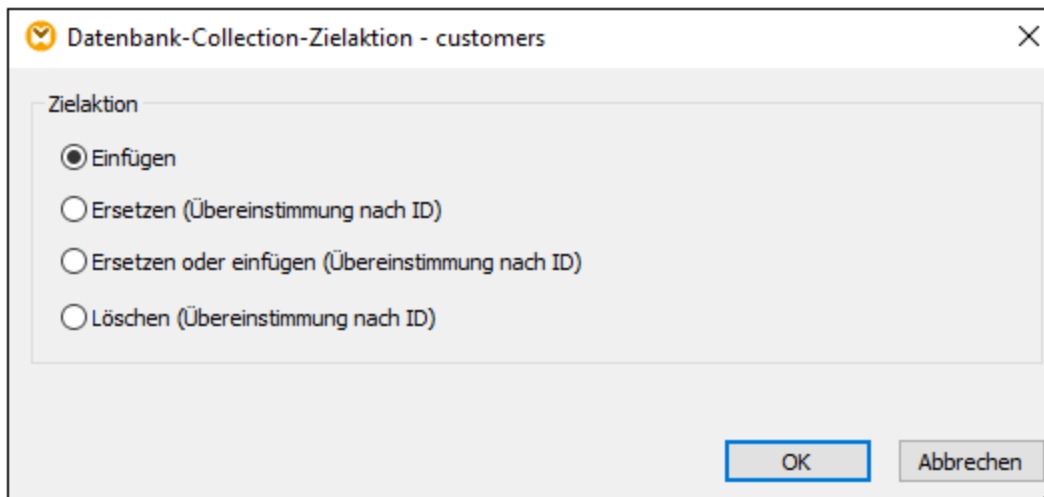 Datenbank-Collection-Zielaktion - customers
Zielaktion
Einfügen
Ersetzen (Übereinstimmung nach ID)
Ersetzen oder einfügen (Übereinstimmung nach ID)
Löschen (Übereinstimmung nach ID)
OK Abbrechen